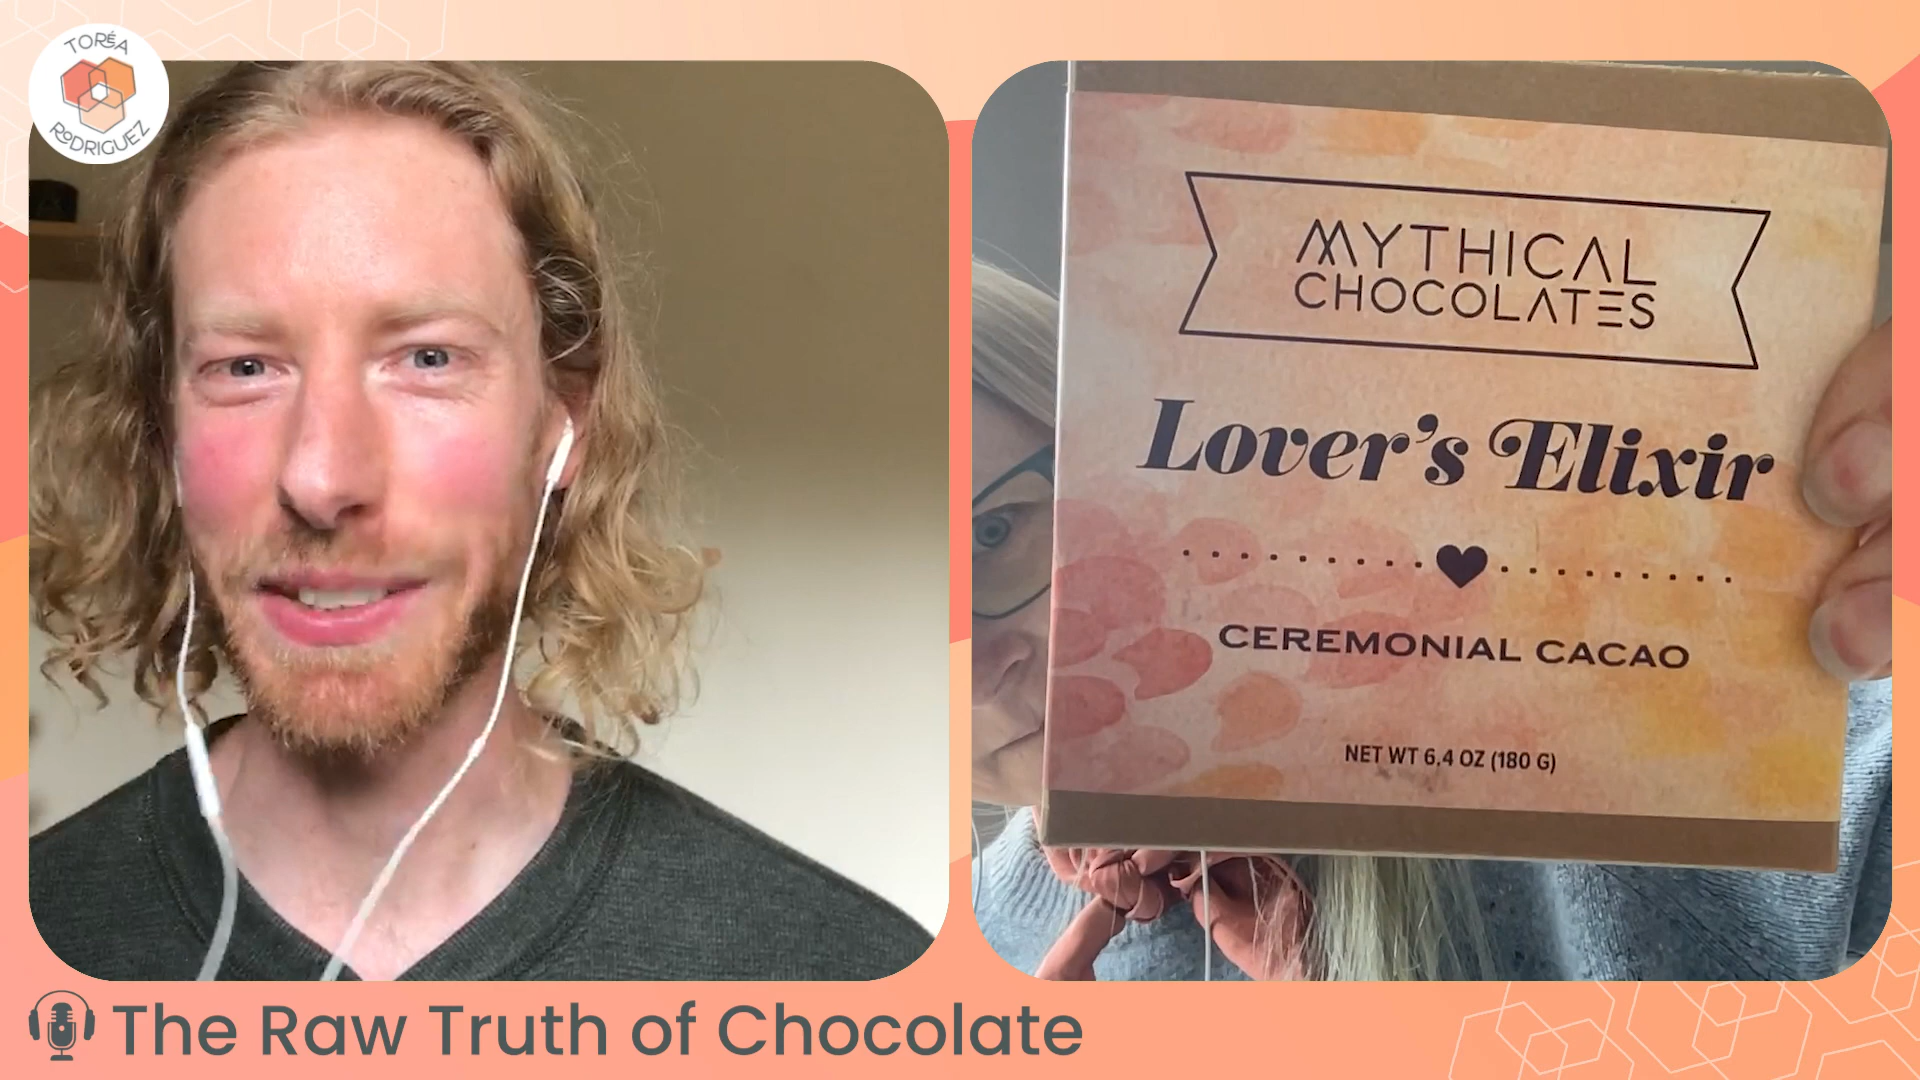 TORÉA
RODRIGUEZ
MYTHICAL
CHOCOLATES
Lover's Elixir
CEREMONIAL CACAO
NET WT 6.4 OZ (180 G)
The Raw Truth of Chocolate